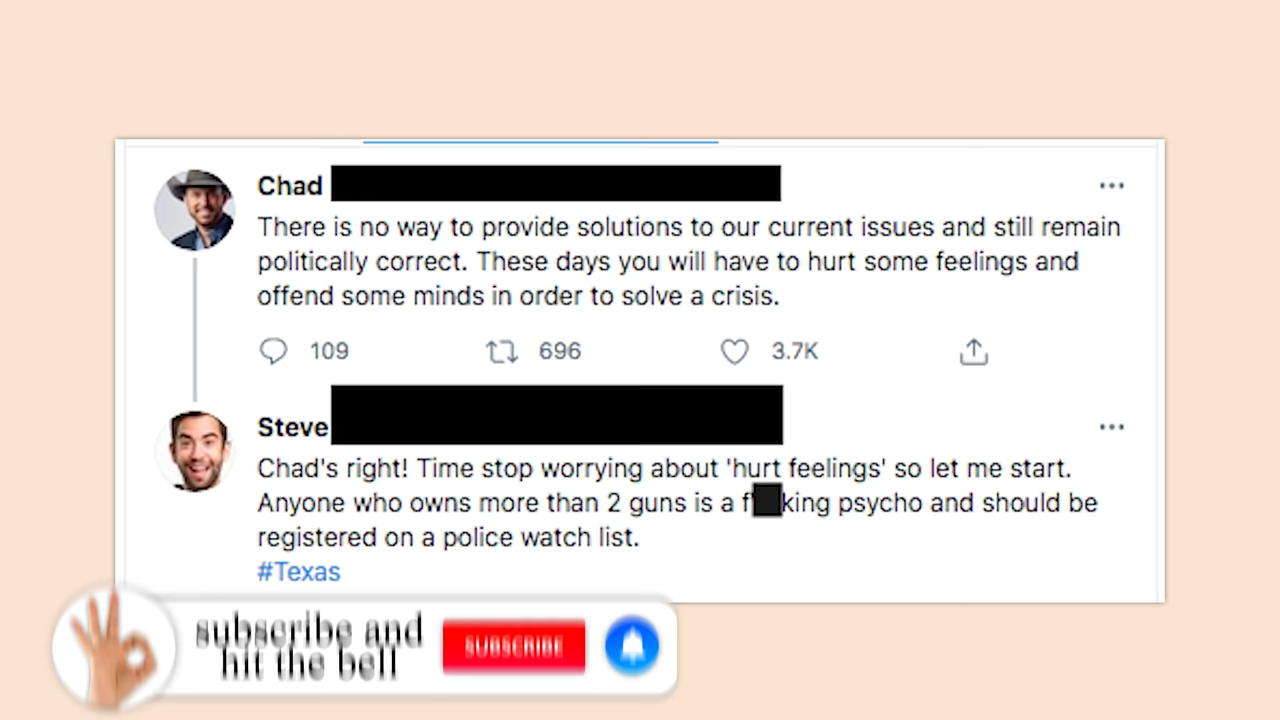 Chad
There is no way to provide solutions to our current issues and still remain
politically correct. These days you will have to hurt some feelings and
offend some minds in order to solve a crisis.
109 696 3.7K
Steve
Chad's right! Time stop worrying about 'hurt feelings' so let me start.
Anyone who owns more than 2 guns is a f king psycho and should be
registered on a police watch list.
#Texas
subscribe and
hit the bell
SUBSCRIBE